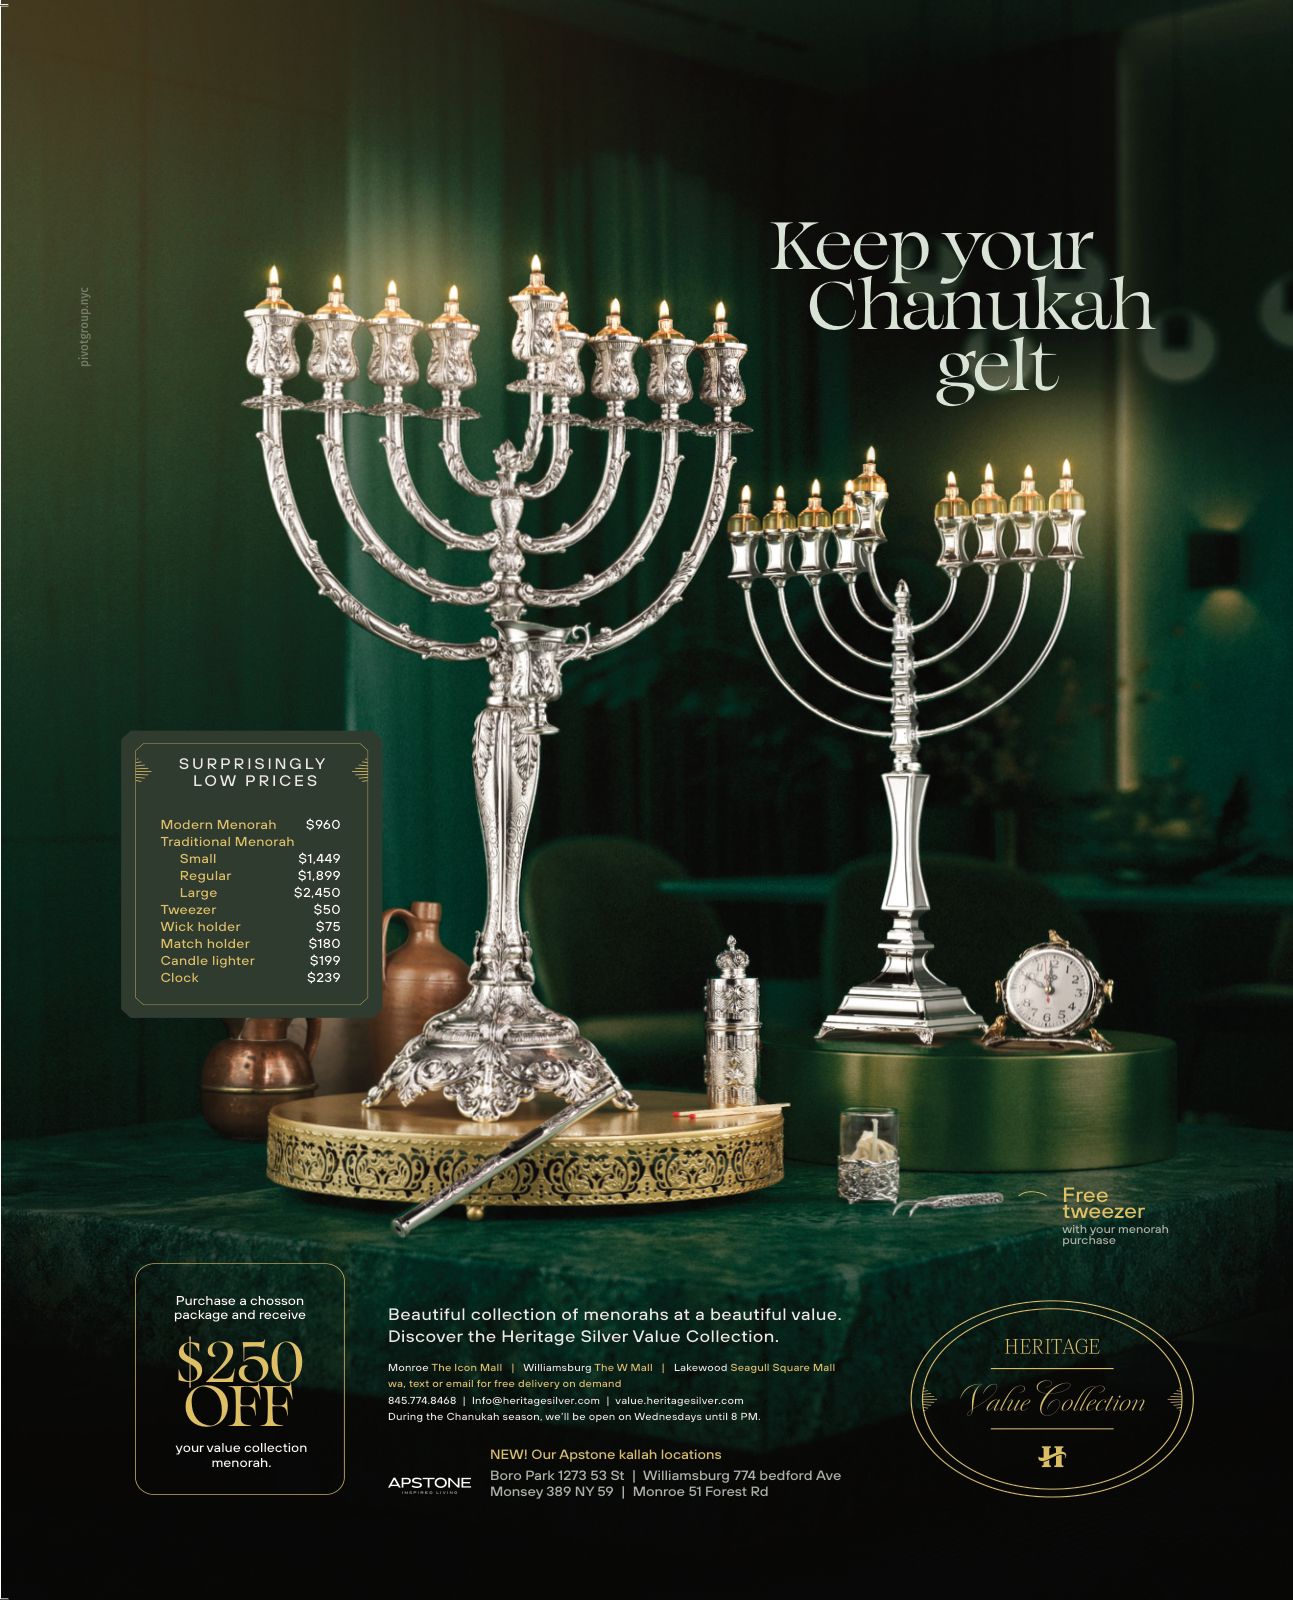 pivotgroup.nyc
Keep your
Chanukah
gelt
SURPRISINGLY
LOW PRICES
Modern Menorah $960
Traditional Menorah
Small $1,449
Regular $1,899
Large $2,450
Tweezer $50
Wick holder $75
Match holder $180
Candle lighter $199
Clock $239
Free
tweezer
with your menorah
purchase
Purchase a chosson
package and receive
$250
OFF
your value collection
menorah.
Beautiful collection of menorahs at a beautiful value.
Discover the Heritage Silver Value Collection.
Monroe The Icon Mall | Williamsburg The W Mall | Lakewood Seagull Square Mall
wa, text or email for free delivery on demand
845.774.8468 | Info@heritagesilver.com | value.heritagesilver.com
During the Chanukah season, we'll be open on Wednesdays until 8 PM.
NEW! Our Apstone kallah locations
APSTONE
INSPIRED LIVING
Boro Park 1273 53 St | Williamsburg 774 bedford Ave
Monsey 389 NY 59 | Monroe 51 Forest Rd
HERITAGE
Value Collection
H